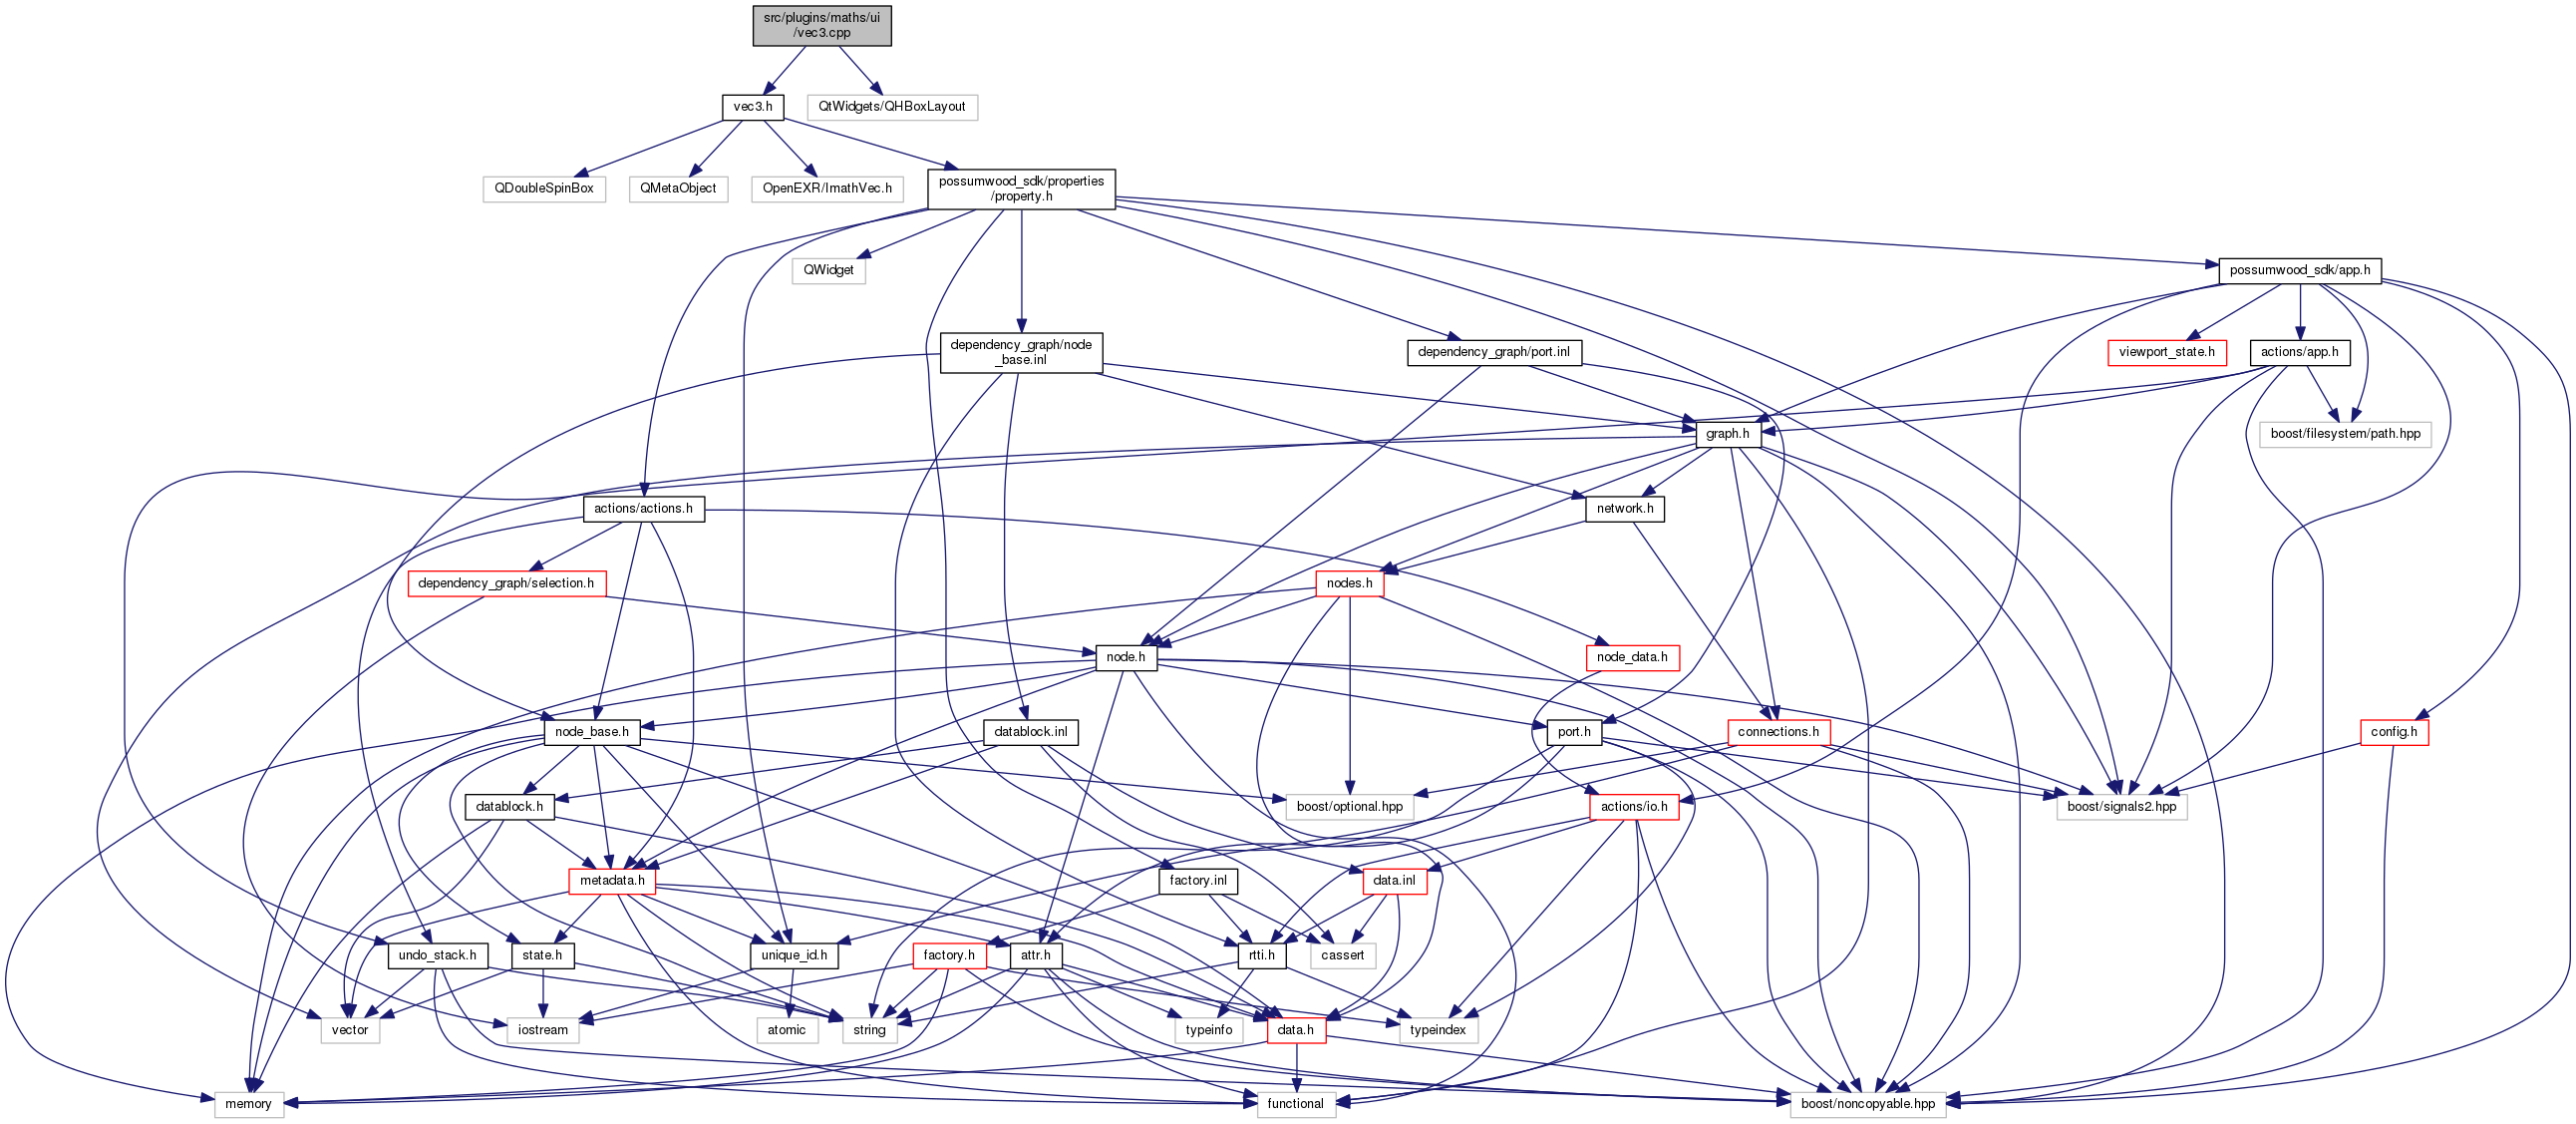 src/plugins/maths/ui
/vec3.cpp
vec3.h
QtWidgets/QHBoxLayout
QDoubleSpinBox
QMetaObject
OpenEXR/ImathVec.h
possumwood_sdk/properties
/property.h
QWidget
possumwood_sdk/app.h
dependency_graph/node
_base.inl
dependency_graph/port.inl
viewport_state.h
actions/app.h
graph.h
boost/filesystem/path.hpp
actions/actions.h
network.h
dependency_graph/selection.h
nodes.h
node.h
node_data.h
node_base.h
datablock.inl
port.h
connections.h
config.h
datablock.h
boost/optional.hpp
actions/io.h
boost/signals2.hpp
metadata.h
factory.inl
data.inl
undo_stack.h
state.h
unique_id.h
factory.h
attr.h
rtti.h
cassert
vector
iostream
atomic
string
typeinfo
data.h
typeindex
memory
functional
boost/noncopyable.hpp